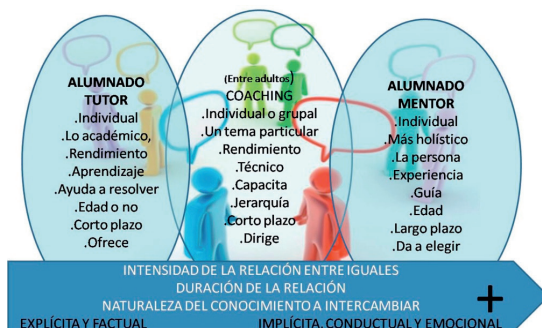 ALUMNADO
TUTOR
.Individual
.Lo académico,
.Rendimiento
.Aprendizaje
.Ayuda a resolver
.Edad o no
.Corto plazo
.Ofrece
(Entre adultos)
COACHING
.Individual o grupal
.Un tema particular
.Rendimiento
.Técnico
.Capacita
.Jerarquía
.Corto plazo
.Dirige
ALUMNADO
MENTOR
.Individual
.Más holístico
.La persona
.Experiencia
.Guía
.Edad
.Largo plazo
.Da a elegir
INTENSIDAD DE LA RELACIÓN ENTRE IGUALES
DURACIÓN DE LA RELACIÓN
NATURALEZA DEL CONOCIMIENTO A INTERCAMBIAR
+
EXPLÍCITA Y FACTUAL
IMPLÍCITA, CONDUCTUAL Y EMOCIONAL